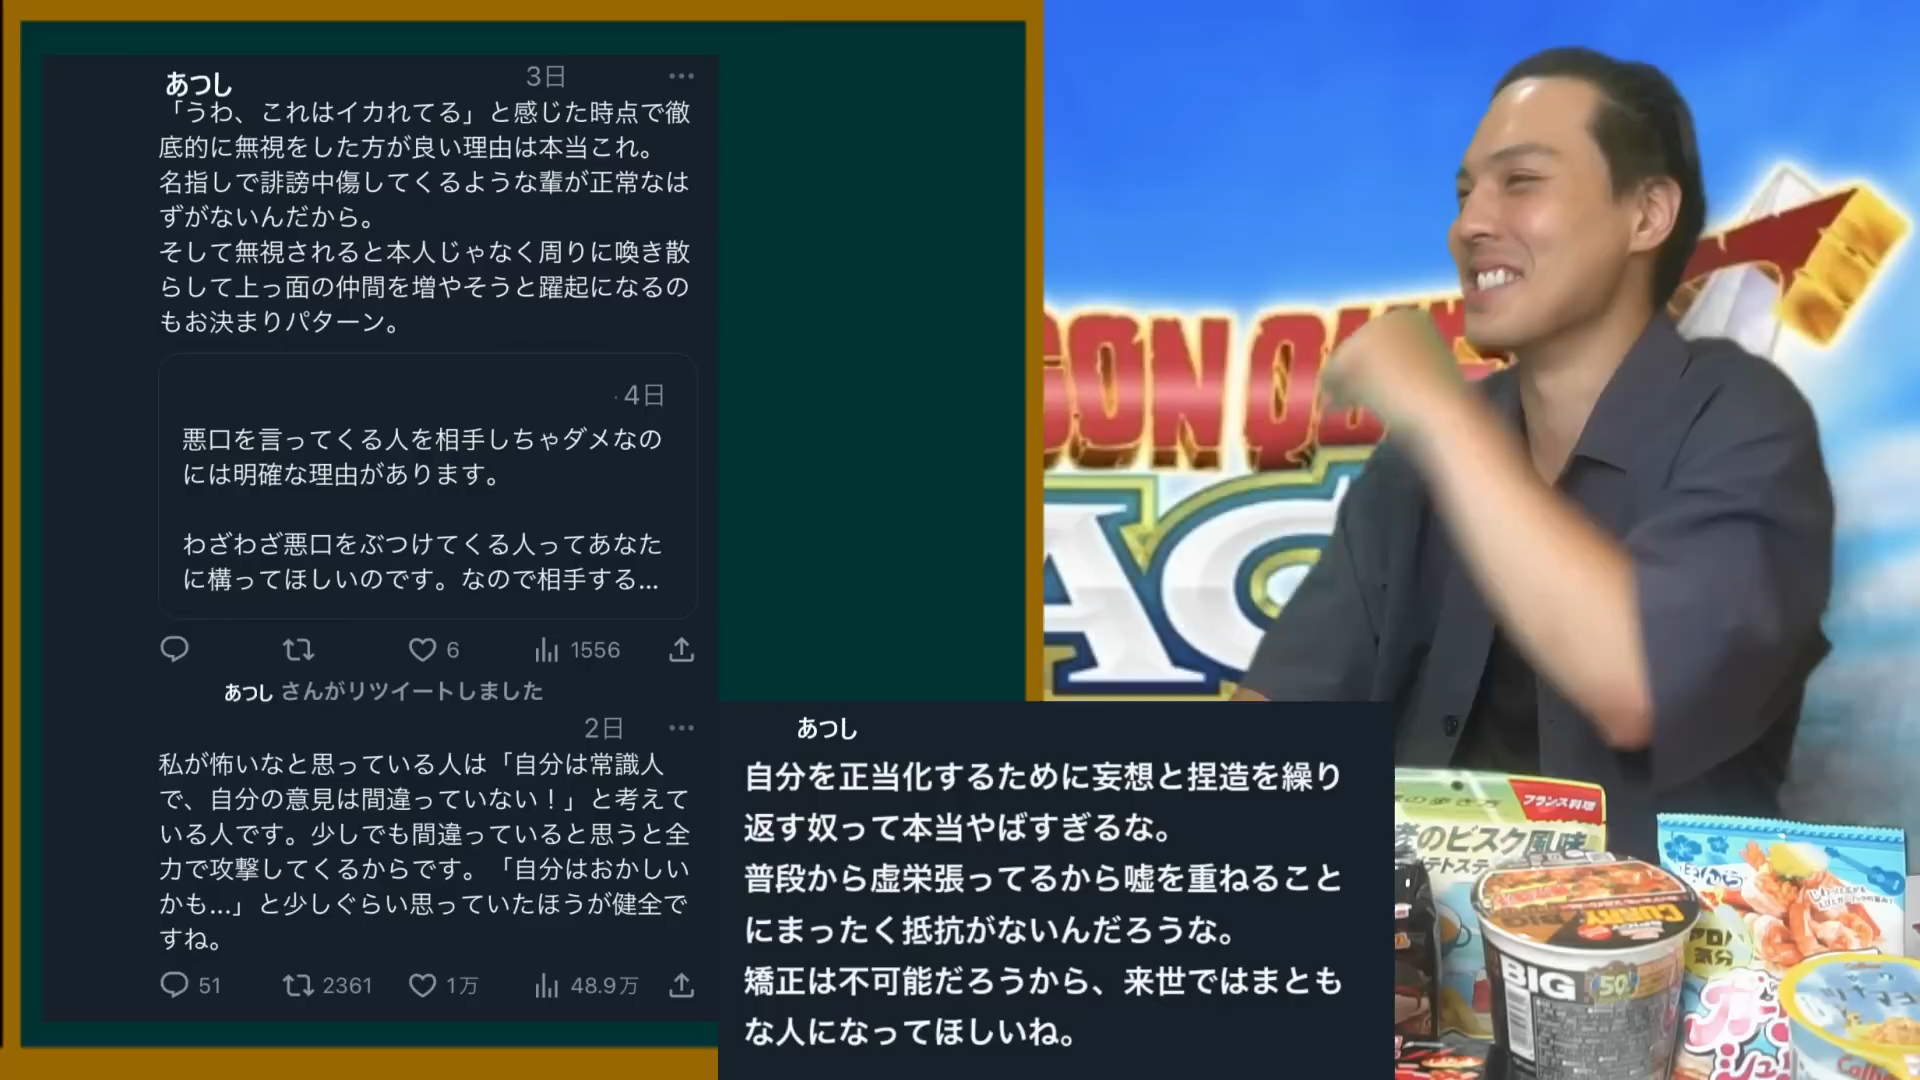 あつし
3日
「うわ、これはイカれてる」と感じた時点で徹
底的に無視をした方が良い理由は本当これ。
名指しで誹謗中傷してくるような輩が正常なは
ずがないんだから。
そして無視されると本人じゃなく周りに喚き散
らして上っ面の仲間を増やそうと躍起になるの
もお決まりパターン。
· 4日
悪口を言ってくる人を相手しちゃダメなの
には明確な理由があります。
わざわざ悪口をぶつけてくる人ってあなた
に構ってほしいのです。なので相手する...
6
1556
あつし さんがリツイートしました
2日
私が怖いなと思っている人は「自分は常識人
で、自分の意見は間違っていない！」と考えて
いる人です。少しでも間違っていると思うと全
力で攻撃してくるからです。「自分はおかしい
かも...」と少しぐらい思っていたほうが健全で
すね。
51
2361
1万
48.9万
あつし
自分を正当化するために妄想と捏造を繰り
返す奴って本当やばすぎるな。
普段から虚栄張ってるから嘘を重ねること
にまったく抵抗がないんだろうな。
矯正は不可能だろうから、来世ではまとも
な人になってほしいね。
フランス料理
のビスク風味
CURRY
BIG
50